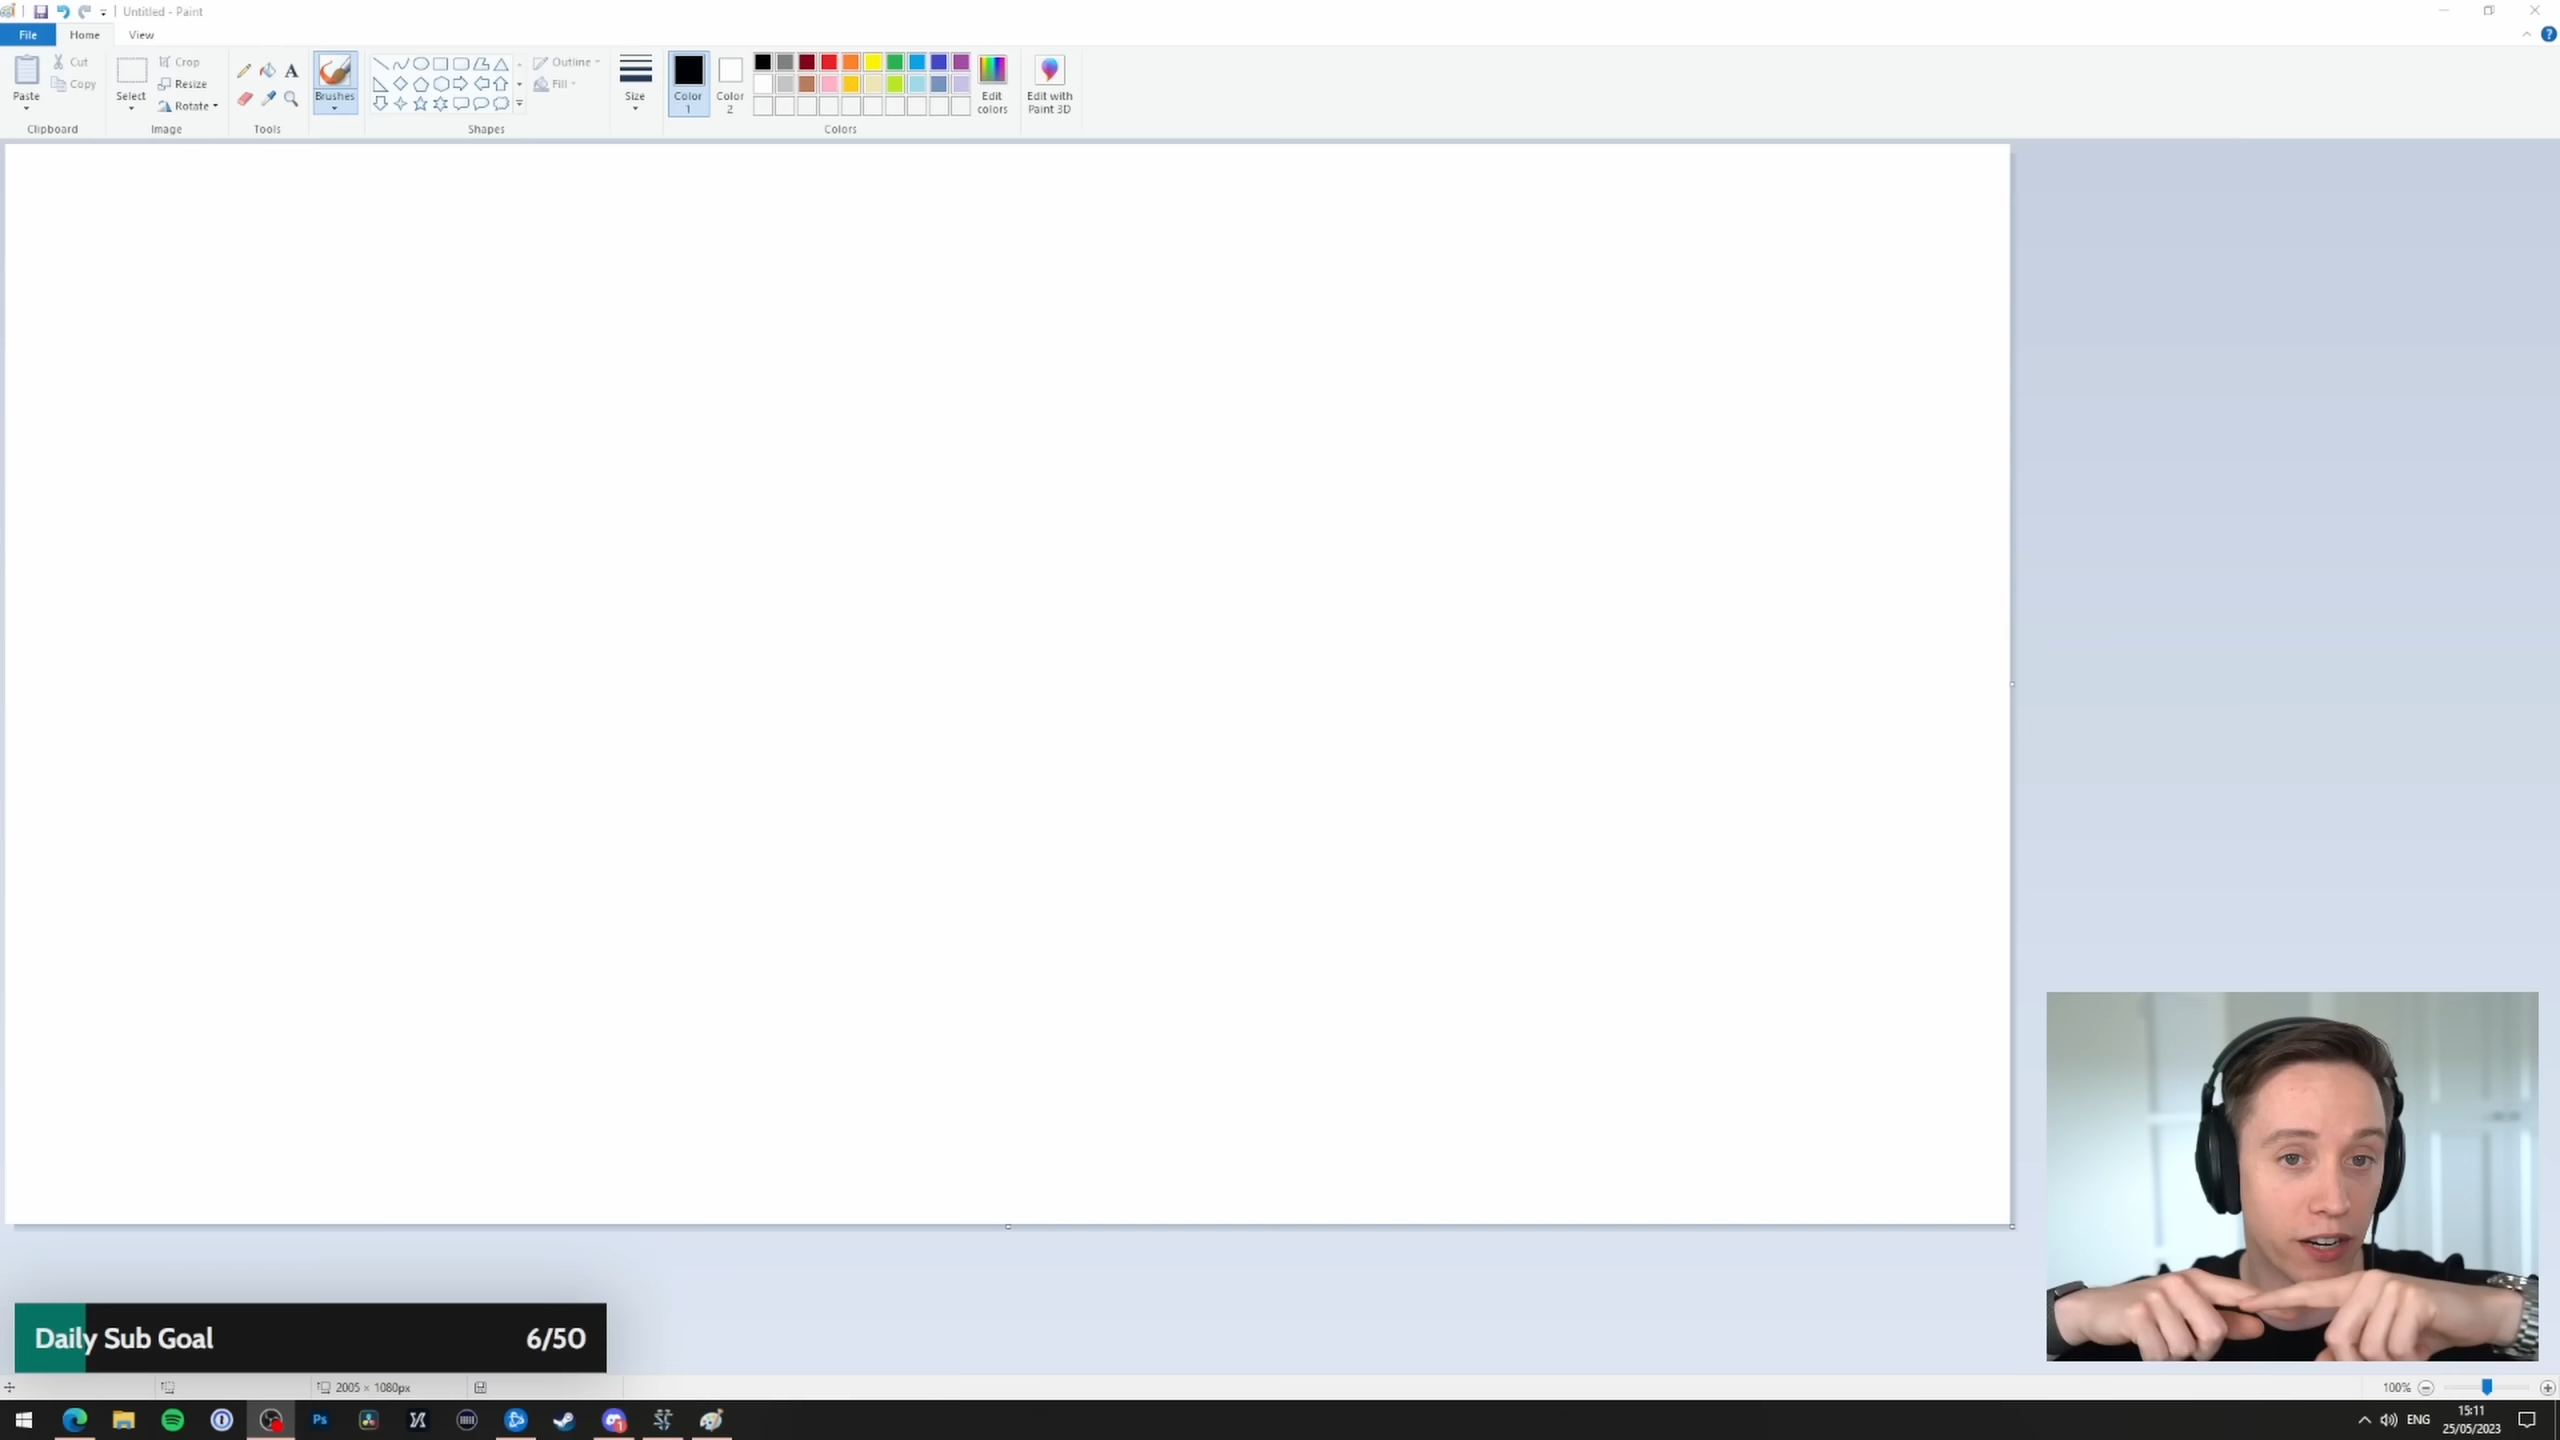 Untitled - Paint
File Home View
Paste
Cut
Copy
Clipboard
Select
Crop
Resize
Rotate
Image
Tools
Brushes
Shapes
Outline
Fill
Size
Color 1
Color 2
Colors
Edit colors
Edit with Paint 3D
Daily Sub Goal 6/50
2005 × 1080px
100%
Ps
1
ENG
15:11
25/05/2023